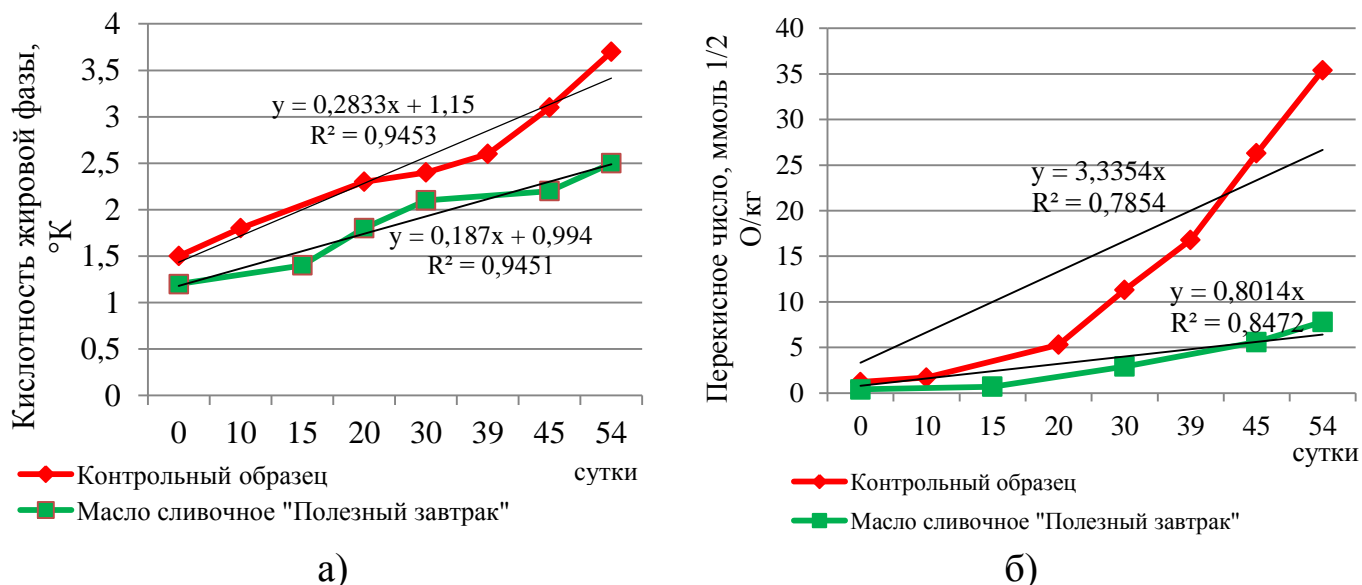 Кислотность жировой фазы,
°К
4
3,5
3
2,5
2
1,5
1
0,5
0
y = 0,2833x + 1,15
R² = 0,9453
y = 0,187x + 0,994
R² = 0,9451
0 10 15 20 30 39 45 54
сутки
Контрольный образец
Масло сливочное "Полезный завтрак"
а)
Перекисное число, ммоль 1/2
О/кг
40
35
30
25
20
15
10
5
0
y = 3,3354x
R² = 0,7854
y = 0,8014x
R² = 0,8472
0 10 15 20 30 39 45 54
сутки
Контрольный образец
Масло сливочное "Полезный завтрак"
б)